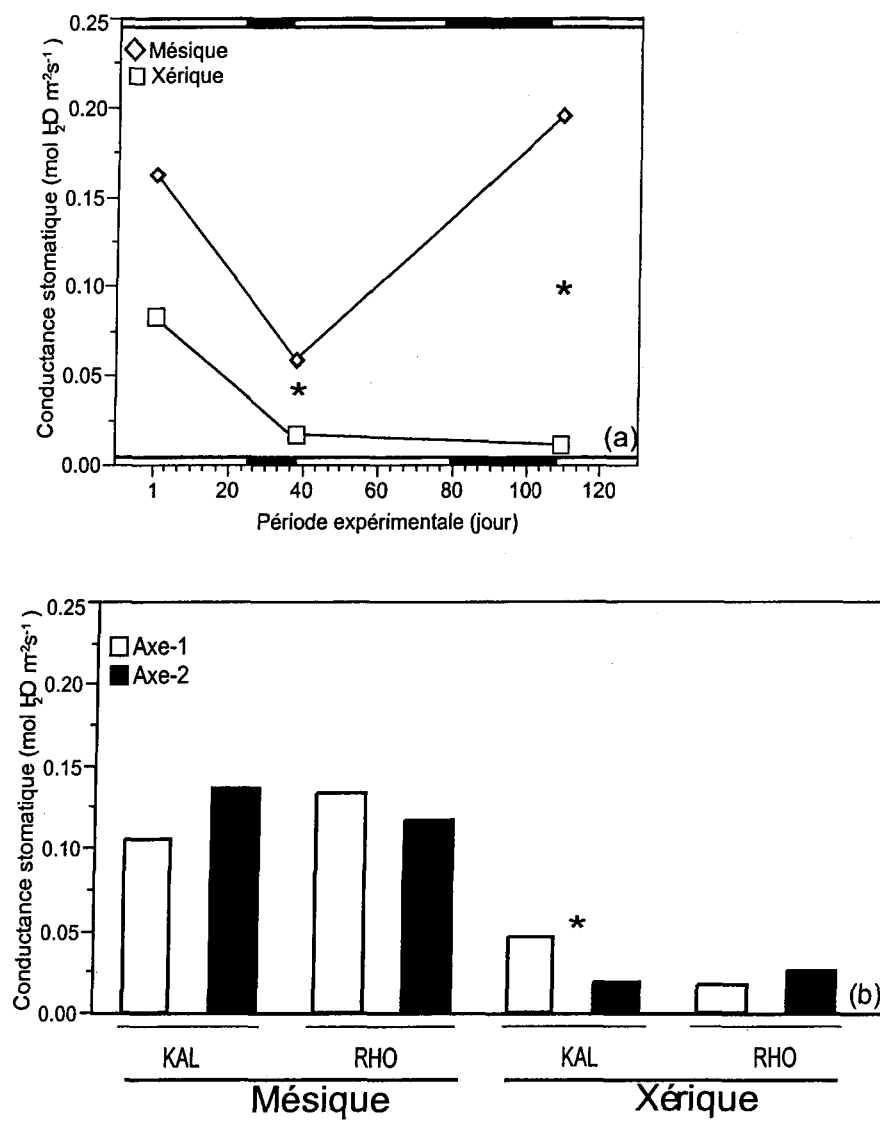 0.25
Mésique
Xérique
0.20
0.15
0.10
*
0.05
*
(a)
0.00
1 20 40 60 80 100 120
Conductance stomatique (mol H2O m-2s-1)
Période expérimentale (jour)
0.25
Axe-1
Axe-2
0.20
0.15
0.10
0.05
*
(b)
0.00
Conductance stomatique (mol H2O m-2s-1)
KAL RHO KAL RHO
Mésique Xérique